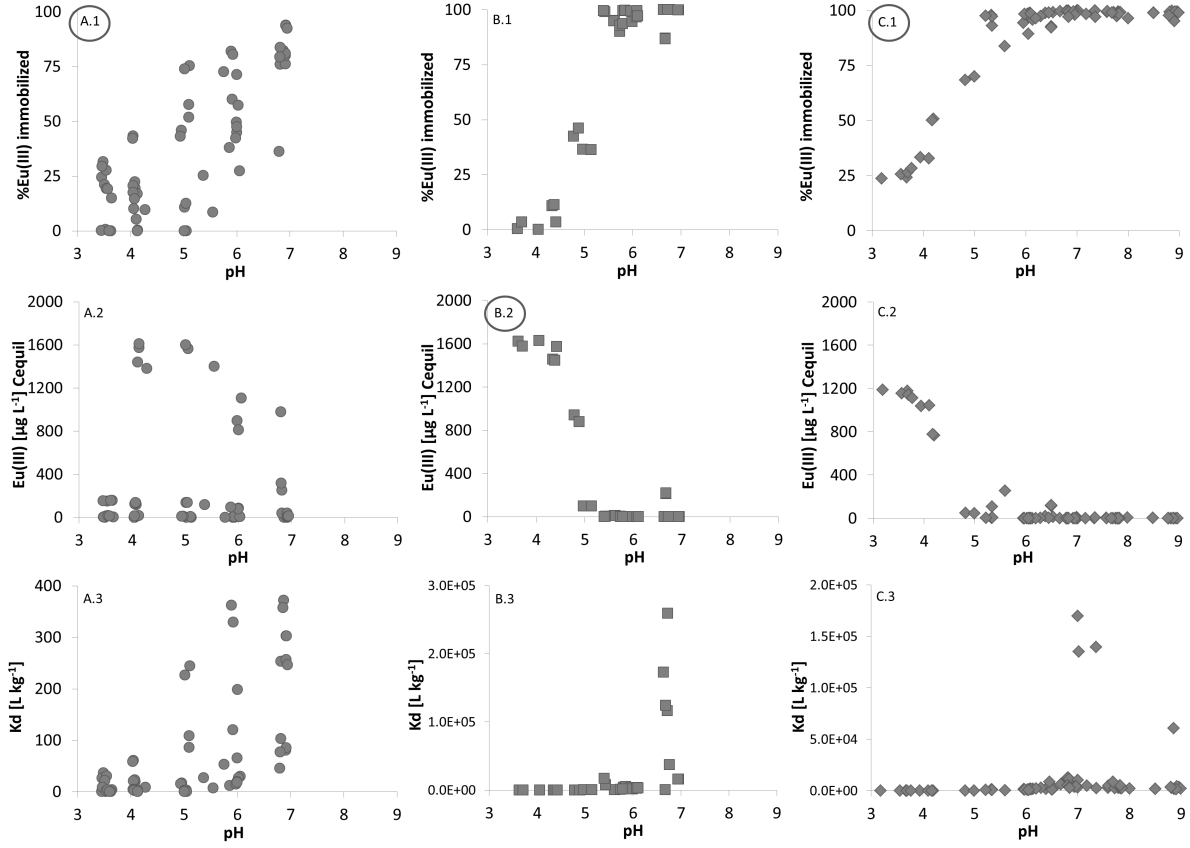 A.1
%Eu(III) immobilized
100
75
50
25
0
3 4 5 6 7 8 9
pH
B.1
%Eu(III) immobilized
100
75
50
25
0
3 4 5 6 7 8 9
pH
C.1
%Eu(III) immobilized
100
75
50
25
0
3 4 5 6 7 8 9
pH
A.2
Eu(III) [µg L-1] Cequil
2000
1600
1200
800
400
0
3 4 5 6 7 8 9
pH
B.2
Eu(III) [µg L-1] Cequil
2000
1600
1200
800
400
0
3 4 5 6 7 8 9
pH
C.2
Eu(III) [µg L-1] Cequil
2000
1600
1200
800
400
0
3 4 5 6 7 8 9
pH
A.3
Kd [L kg-1]
400
300
200
100
0
3 4 5 6 7 8 9
pH
B.3
Kd [L kg-1]
3.0E+05
2.0E+05
1.0E+05
0.0E+00
3 4 5 6 7 8 9
pH
C.3
Kd [L kg-1]
2.0E+05
1.5E+05
1.0E+05
5.0E+04
0.0E+00
3 4 5 6 7 8 9
pH